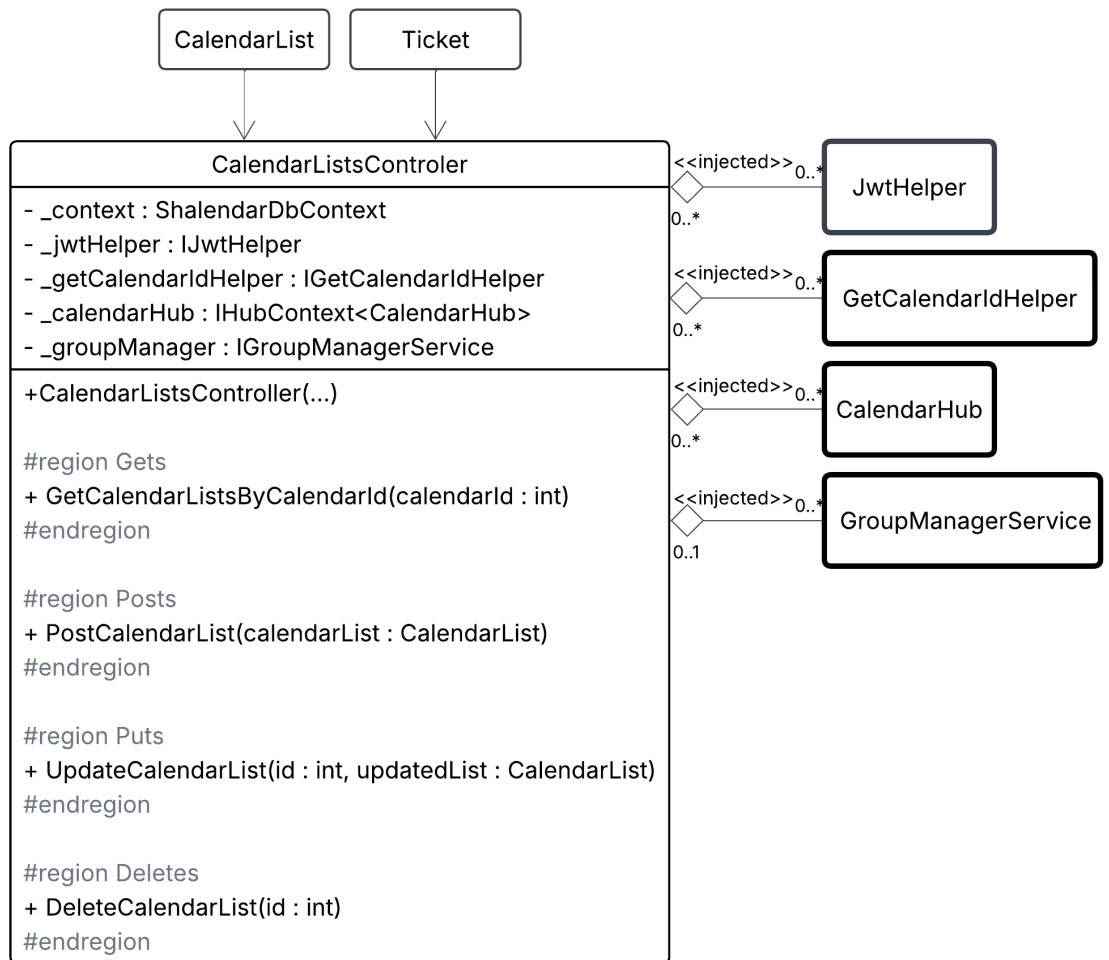 CalendarList
Ticket
CalendarListsControler
- _context : ShalendarDbContext
- _jwtHelper : IJwtHelper
- _getCalendarIdHelper : IGetCalendarIdHelper
- _calendarHub : IHubContext<CalendarHub>
- _groupManager : IGroupManagerService
+CalendarListsController(...)
#region Gets
+ GetCalendarListsByCalendarId(calendarId : int)
#endregion
#region Posts
+ PostCalendarList(calendarList : CalendarList)
#endregion
#region Puts
+ UpdateCalendarList(id : int, updatedList : CalendarList)
#endregion
#region Deletes
+ DeleteCalendarList(id : int)
#endregion
<<injected>>
0..*
0..*
JwtHelper
<<injected>>
0..*
0..*
GetCalendarIdHelper
<<injected>>
0..*
0..*
CalendarHub
<<injected>>
0..*
0..1
GroupManagerService